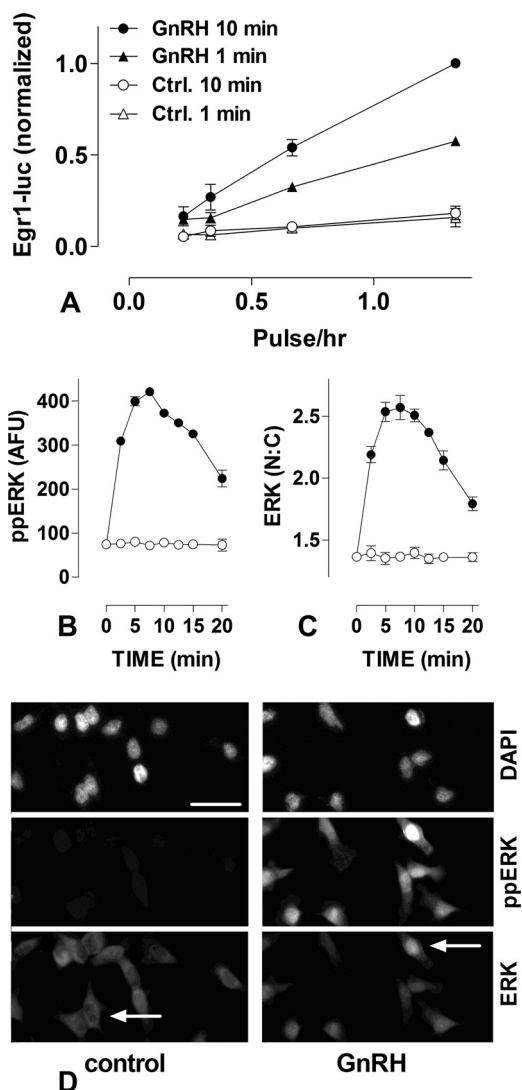 GnRH 10 min
GnRH 1 min
Ctrl. 10 min
Ctrl. 1 min
Egr1-luc (normalized)
1.0
0.5
0.0
0.0 0.5 1.0
A
Pulse/hr
ppERK (AFU)
400
300
200
100
0
0 5 10 15 20
B
TIME (min)
ERK (N:C)
2.5
2.0
1.5
0 5 10 15 20
C
TIME (min)
DAPI
ppERK
ERK
control GnRH
D